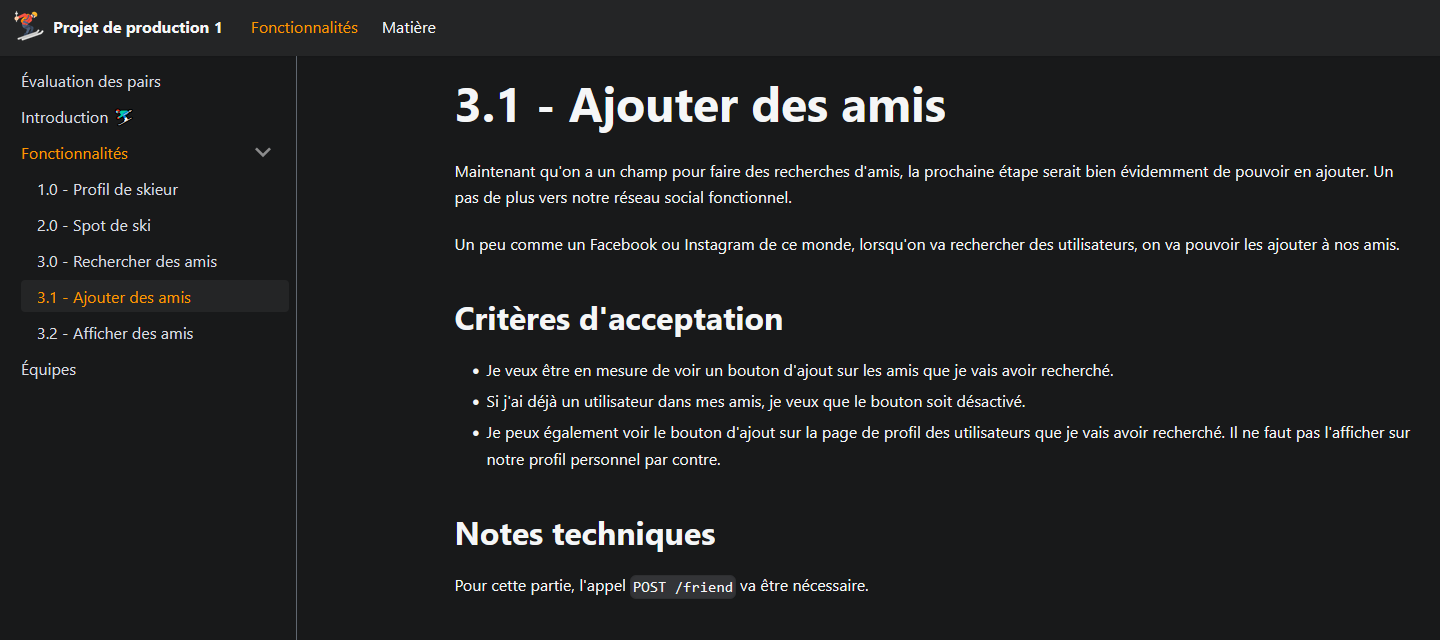 Projet de production 1 Fonctionnalités Matière
Évaluation des pairs
Introduction
Fonctionnalités
1.0 - Profil de skieur
2.0 - Spot de ski
3.0 - Rechercher des amis
3.1 - Ajouter des amis
3.2 - Afficher des amis
Équipes
3.1 - Ajouter des amis
Maintenant qu'on a un champ pour faire des recherches d'amis, la prochaine étape serait bien évidemment de pouvoir en ajouter. Un
pas de plus vers notre réseau social fonctionnel.
Un peu comme un Facebook ou Instagram de ce monde, lorsqu'on va rechercher des utilisateurs, on va pouvoir les ajouter à nos amis.
Critères d'acceptation
• Je veux être en mesure de voir un bouton d'ajout sur les amis que je vais avoir recherché.
• Si j'ai déjà un utilisateur dans mes amis, je veux que le bouton soit désactivé.
• Je peux également voir le bouton d'ajout sur la page de profil des utilisateurs que je vais avoir recherché. Il ne faut pas l'afficher sur
notre profil personnel par contre.
Notes techniques
Pour cette partie, l'appel POST /friend va être nécessaire.